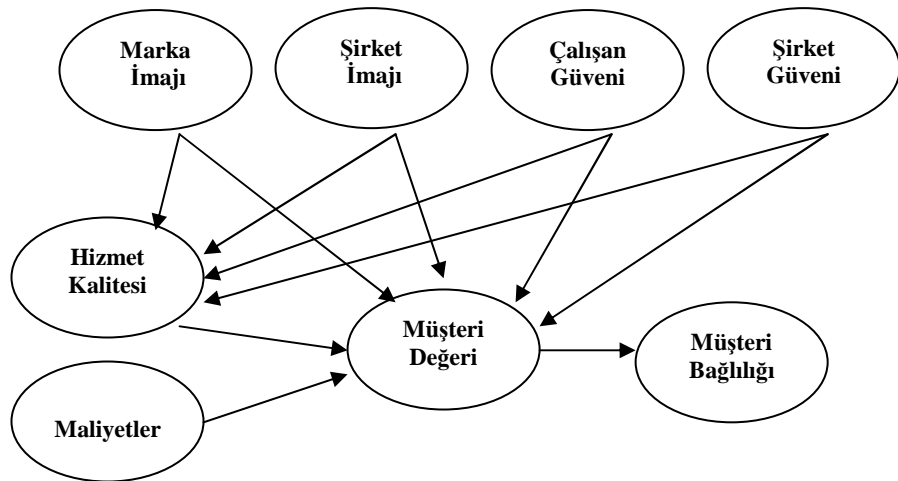 Marka
İmajı
Şirket
İmajı
Çalışan
Güveni
Şirket
Güveni
Hizmet
Kalitesi
Müşteri
Değeri
Müşteri
Bağlılığı
Maliyetler